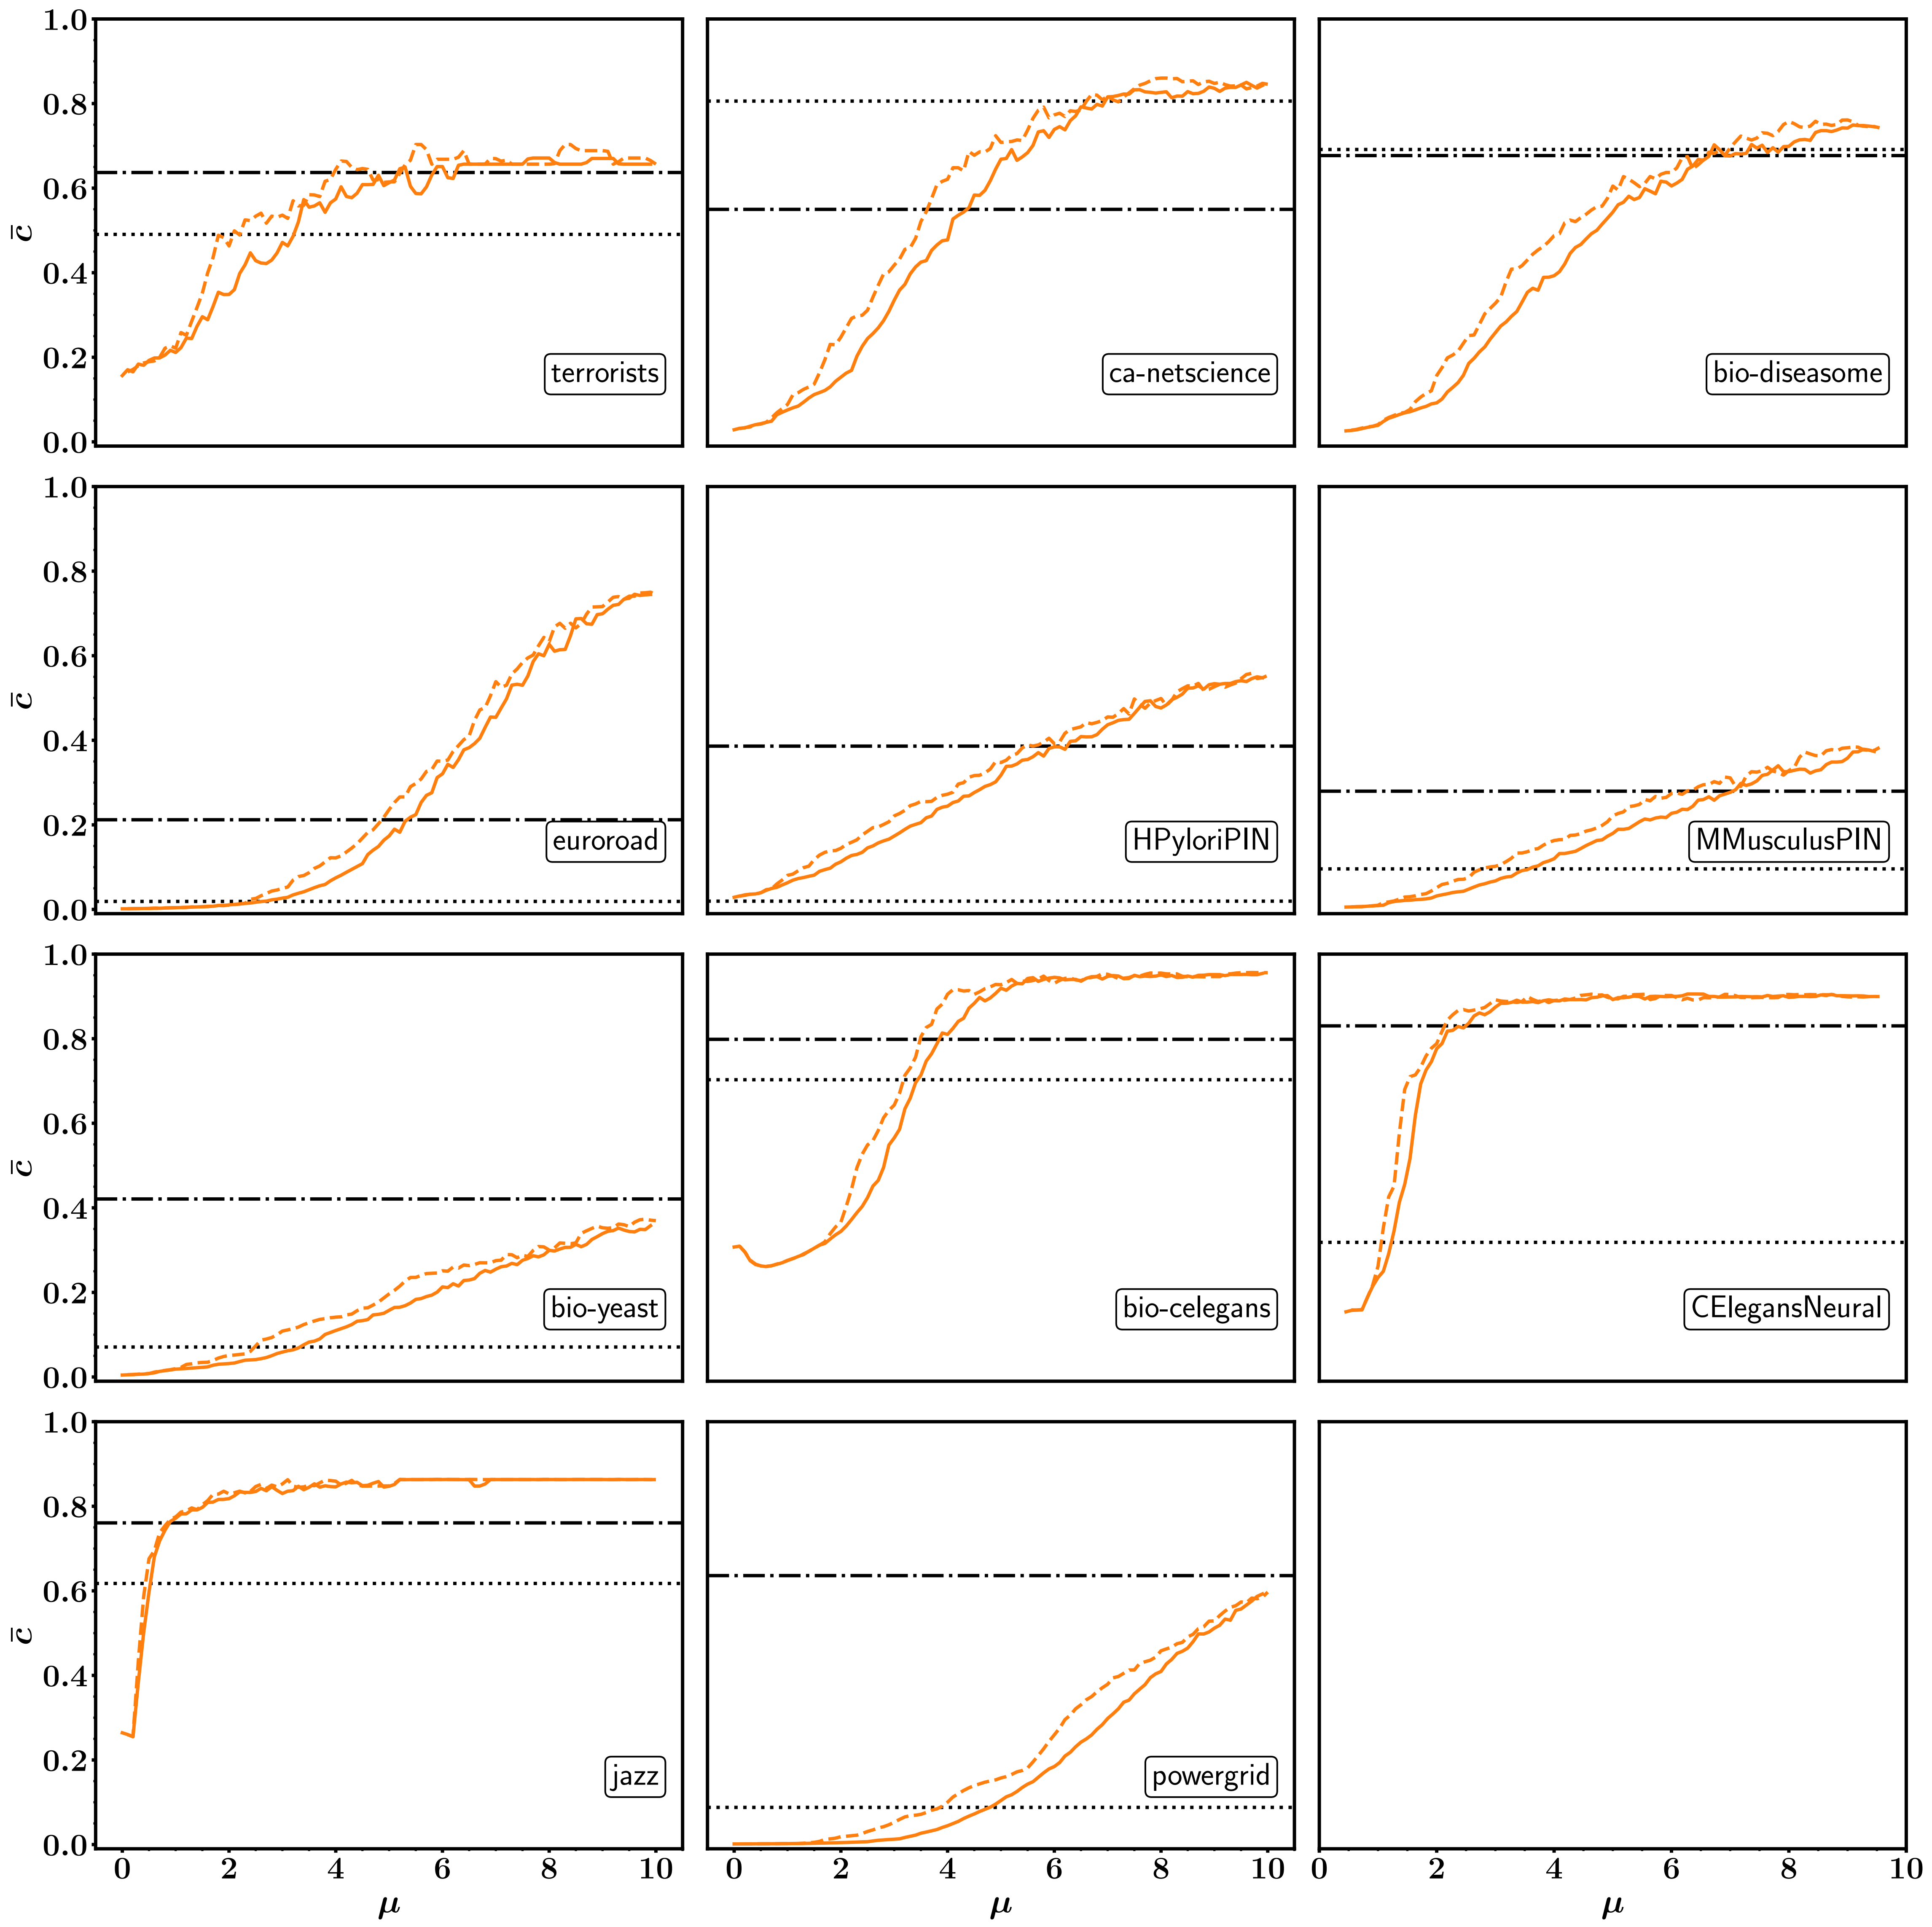 1.0
0.8
0.6
0.4
0.2
0.0
c̄
terrorists
ca-netscience
bio-diseasome
1.0
0.8
0.6
0.4
0.2
0.0
c̄
euroroad
HPyloriPIN
MMusculusPIN
1.0
0.8
0.6
0.4
0.2
0.0
c̄
bio-yeast
bio-celegans
CElegansNeural
1.0
0.8
0.6
0.4
0.2
0.0
c̄
jazz
powergrid
0 2 4 6 8 10
μ
0 2 4 6 8 10
μ
0 2 4 6 8 10
μ